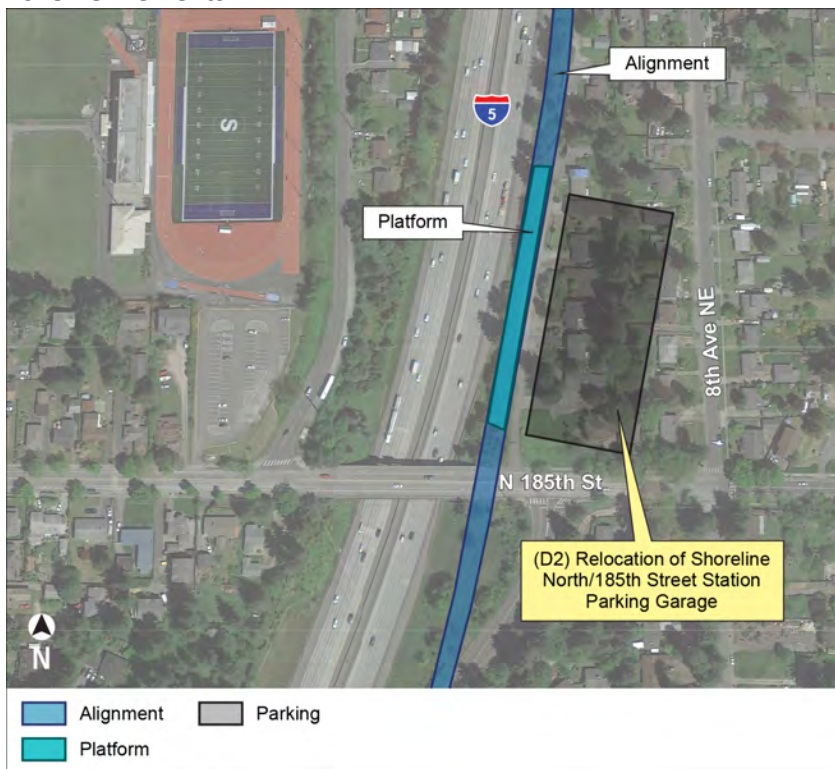 Alignment
5
S
Platform
8th Ave NE
N 185th St
(D2) Relocation of Shoreline
North/185th Street Station
Parking Garage
N
Alignment
Parking
Platform